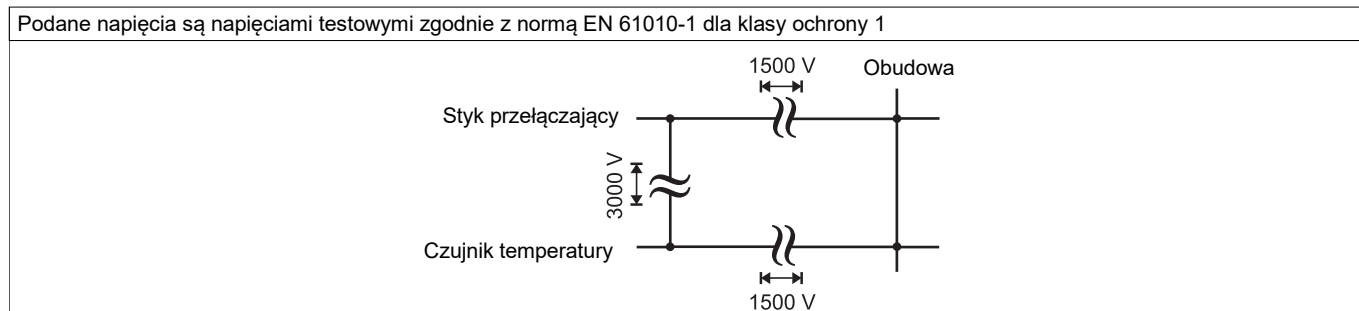 Podane napięcia są napięciami testowymi zgodnie z normą EN 61010-1 dla klasy ochrony 1
1500 V
Obudowa
Styk przełączający
3000 V
Czujnik temperatury
1500 V